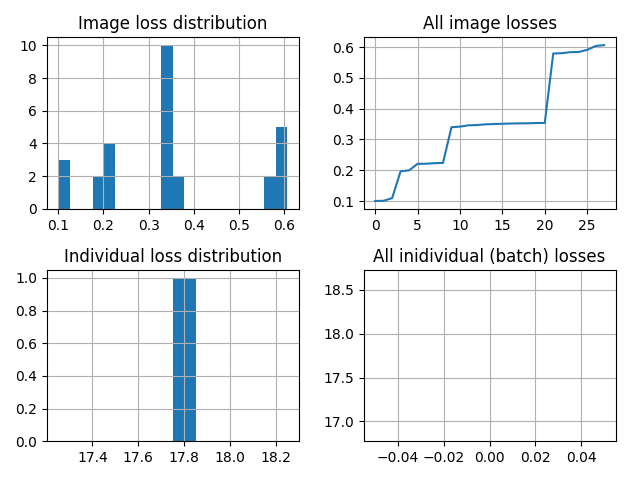 Image loss distribution
10
8
6
4
2
0
0.1 0.2 0.3 0.4 0.5 0.6
All image losses
0.6
0.5
0.4
0.3
0.2
0.1
0 5 10 15 20 25
Individual loss distribution
1.0
0.8
0.6
0.4
0.2
0.0
17.4 17.6 17.8 18.0 18.2
All inidividual (batch) losses
18.5
18.0
17.5
17.0
−0.04 −0.02 0.00 0.02 0.04